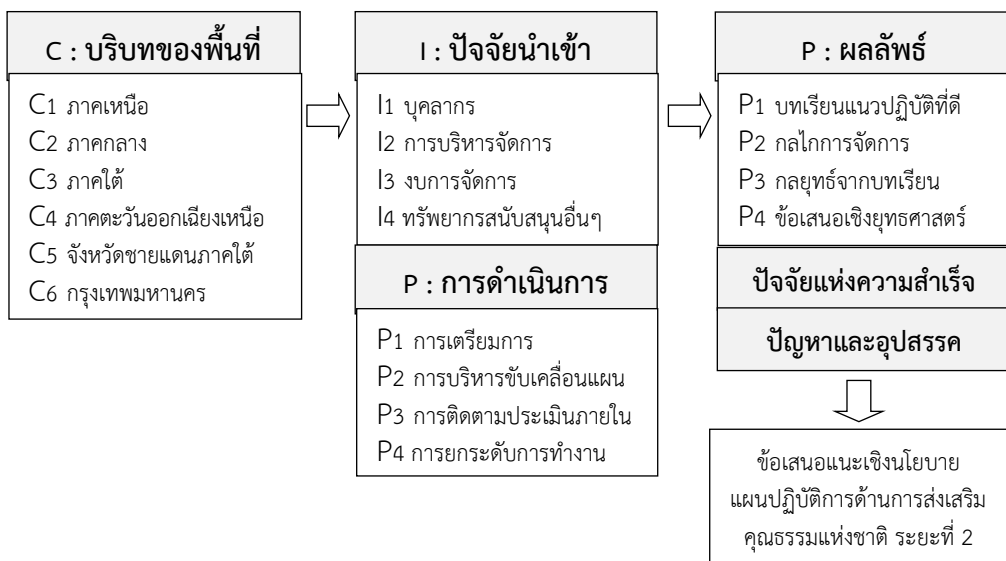 C : บริบทของพื้นที่
C1 ภาคเหนือ
C2 ภาคกลาง
C3 ภาคใต้
C4 ภาคตะวันออกเฉียงเหนือ
C5 จังหวัดชายแดนภาคใต้
C6 กรุงเทพมหานคร
I : ปัจจัยนำเข้า
I1 บุคลากร
I2 การบริหารจัดการ
I3 งบการจัดการ
I4 ทรัพยากรสนับสนุนอื่นๆ
P : การดำเนินการ
P1 การเตรียมการ
P2 การบริหารขับเคลื่อนแผน
P3 การติดตามประเมินภายใน
P4 การยกระดับการทำงาน
P : ผลลัพธ์
P1 บทเรียนแนวปฏิบัติที่ดี
P2 กลไกการจัดการ
P3 กลยุทธ์จากบทเรียน
P4 ข้อเสนอเชิงยุทธศาสตร์
ปัจจัยแห่งความสำเร็จ
ปัญหาและอุปสรรค
ข้อเสนอแนะเชิงนโยบาย
แผนปฏิบัติการด้านการส่งเสริม
คุณธรรมแห่งชาติ ระยะที่ 2